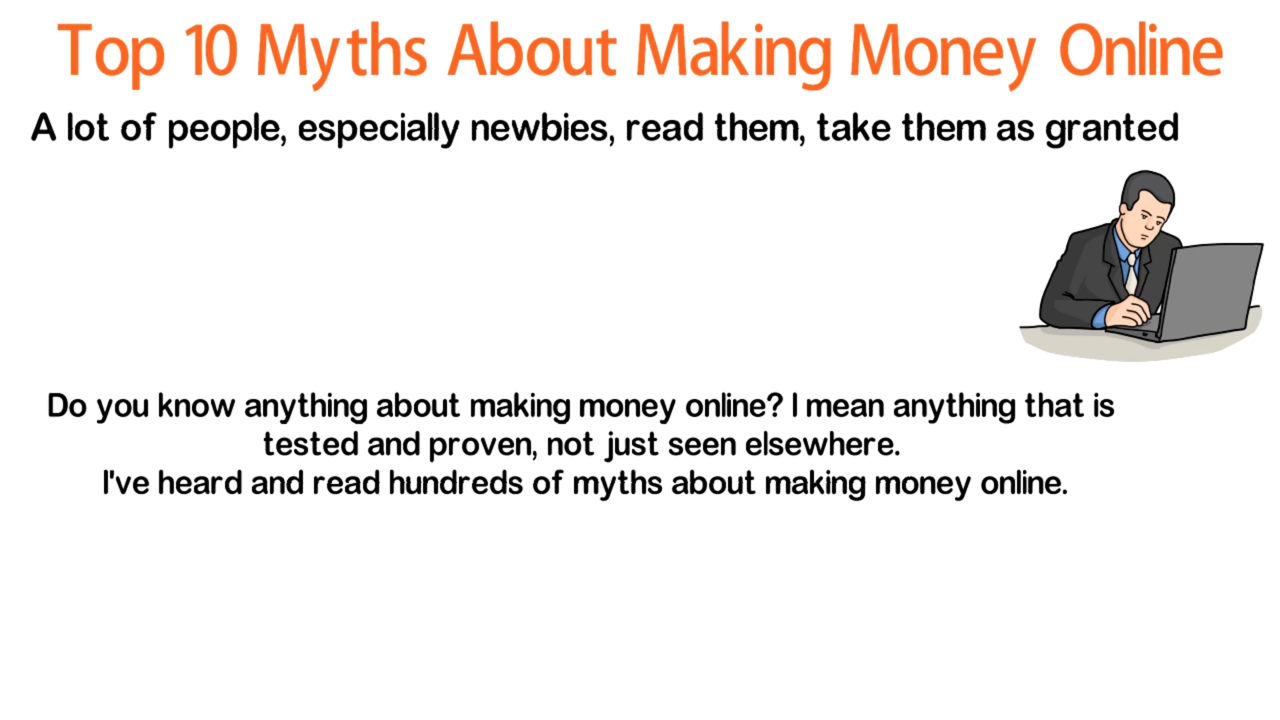 Top 10 Myths About Making Money Online
A lot of people, especially newbies, read them, take them as granted
Do you know anything about making money online? I mean anything that is
tested and proven, not just seen elsewhere.
I've heard and read hundreds of myths about making money online.